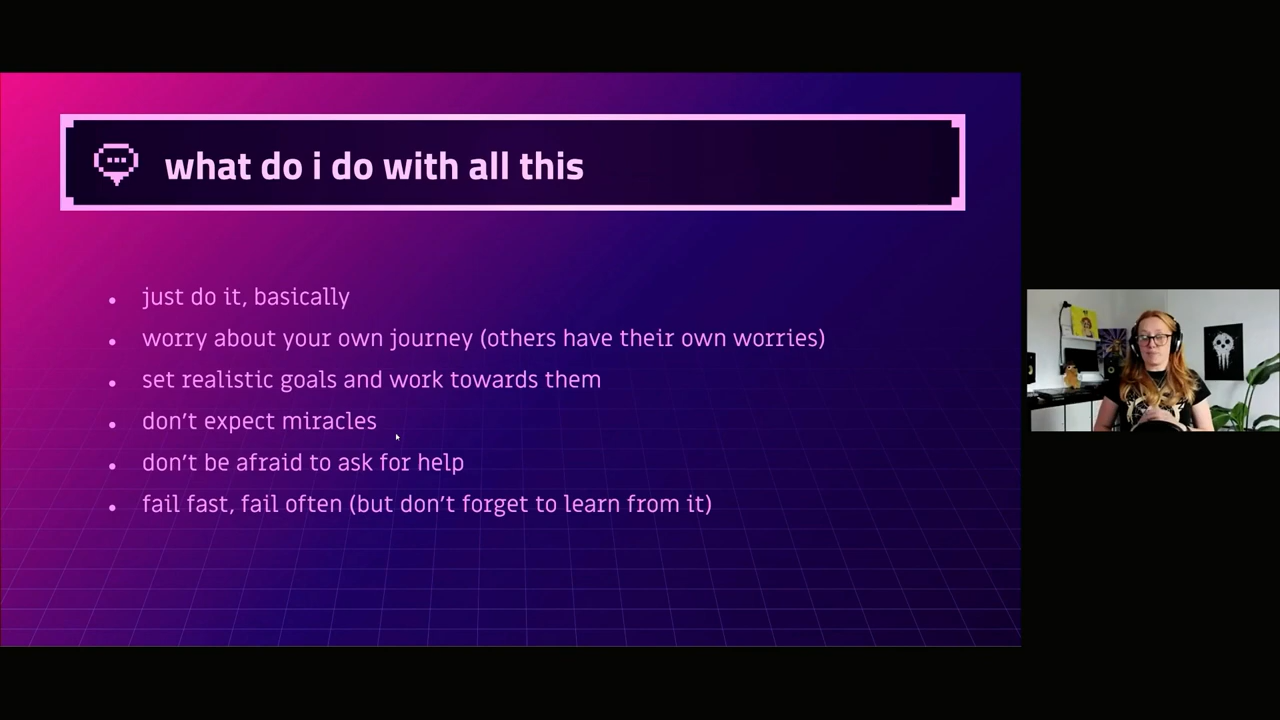 what do i do with all this
just do it, basically
worry about your own journey (others have their own worries)
set realistic goals and work towards them
don't expect miracles
don't be afraid to ask for help
fail fast, fail often (but don't forget to learn from it)